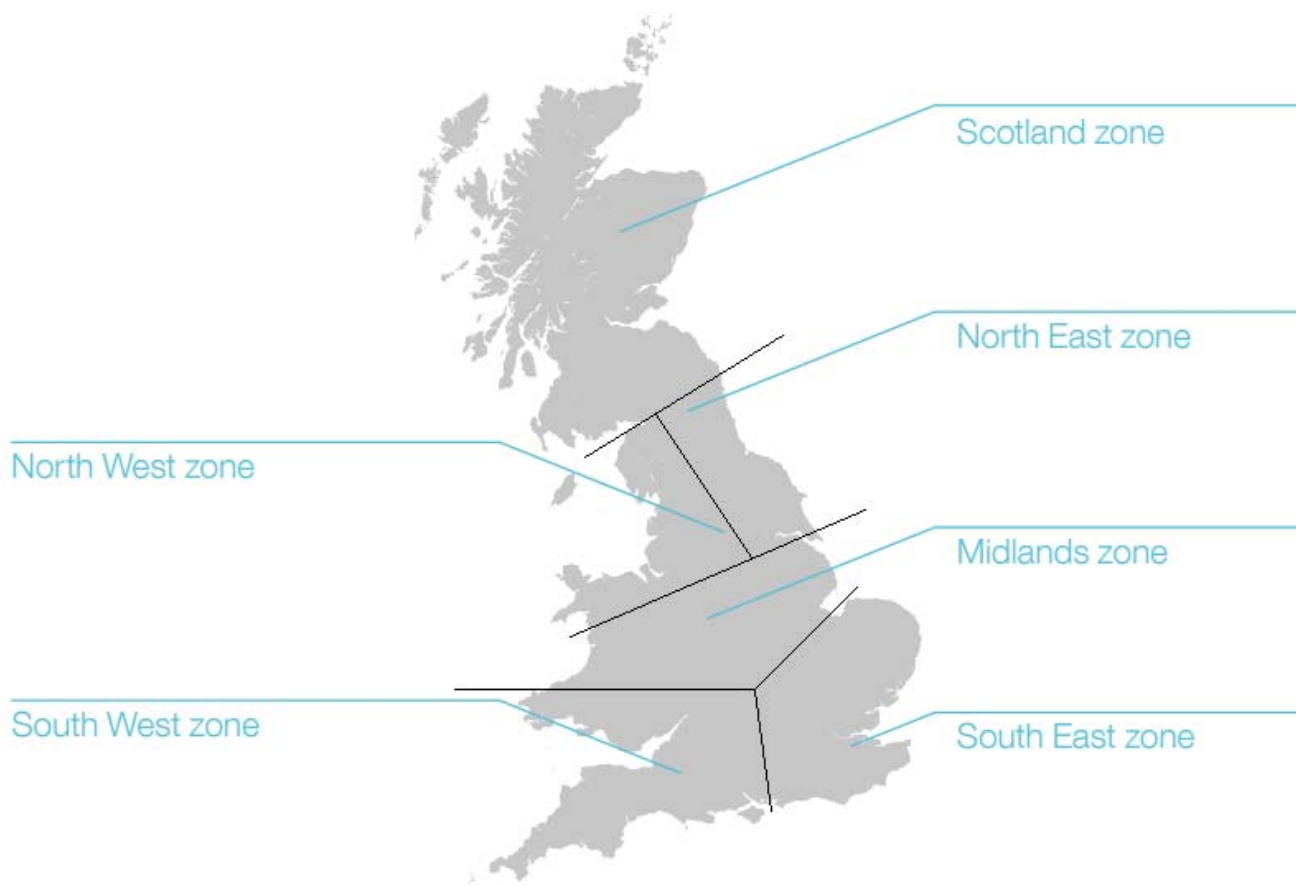 Scotland zone
North East zone
North West zone
Midlands zone
South West zone
South East zone